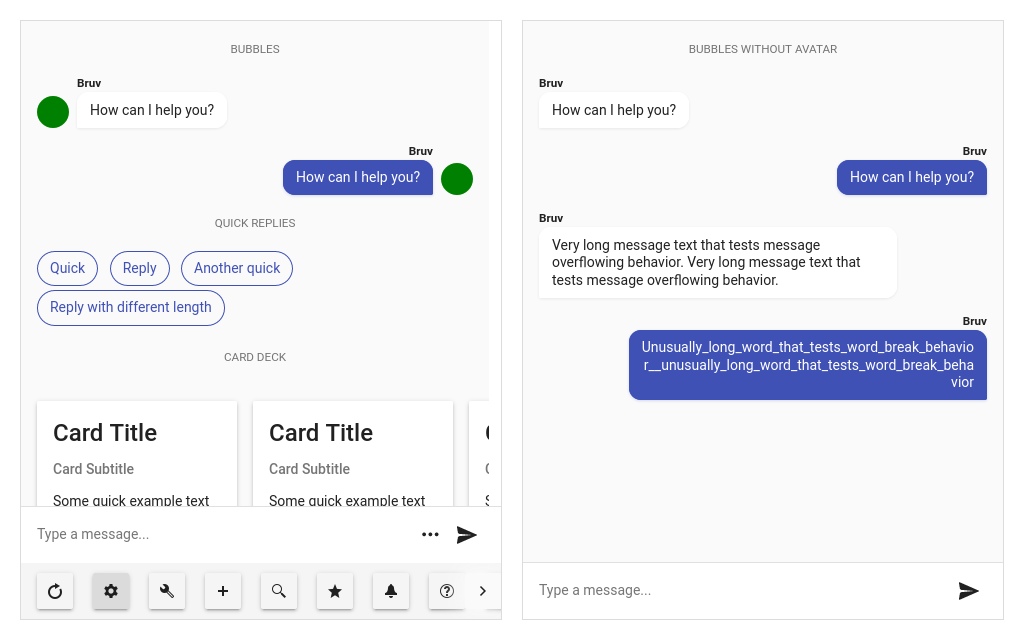 BUBBLES
Bruv
How can I help you?
Bruv
How can I help you?
QUICK REPLIES
Quick
Reply
Another quick
Reply with different length
CARD DECK
Card Title
Card Subtitle
Some quick example text
Card Title
Card Subtitle
Some quick example text
Type a message...
BUBBLES WITHOUT AVATAR
Bruv
How can I help you?
Bruv
How can I help you?
Bruv
Very long message text that tests message
overflowing behavior. Very long message text that
tests message overflowing behavior.
Bruv
Unusually_long_word_that_tests_word_break_behavio
r__unusually_long_word_that_tests_word_break_beha
vior
Type a message...